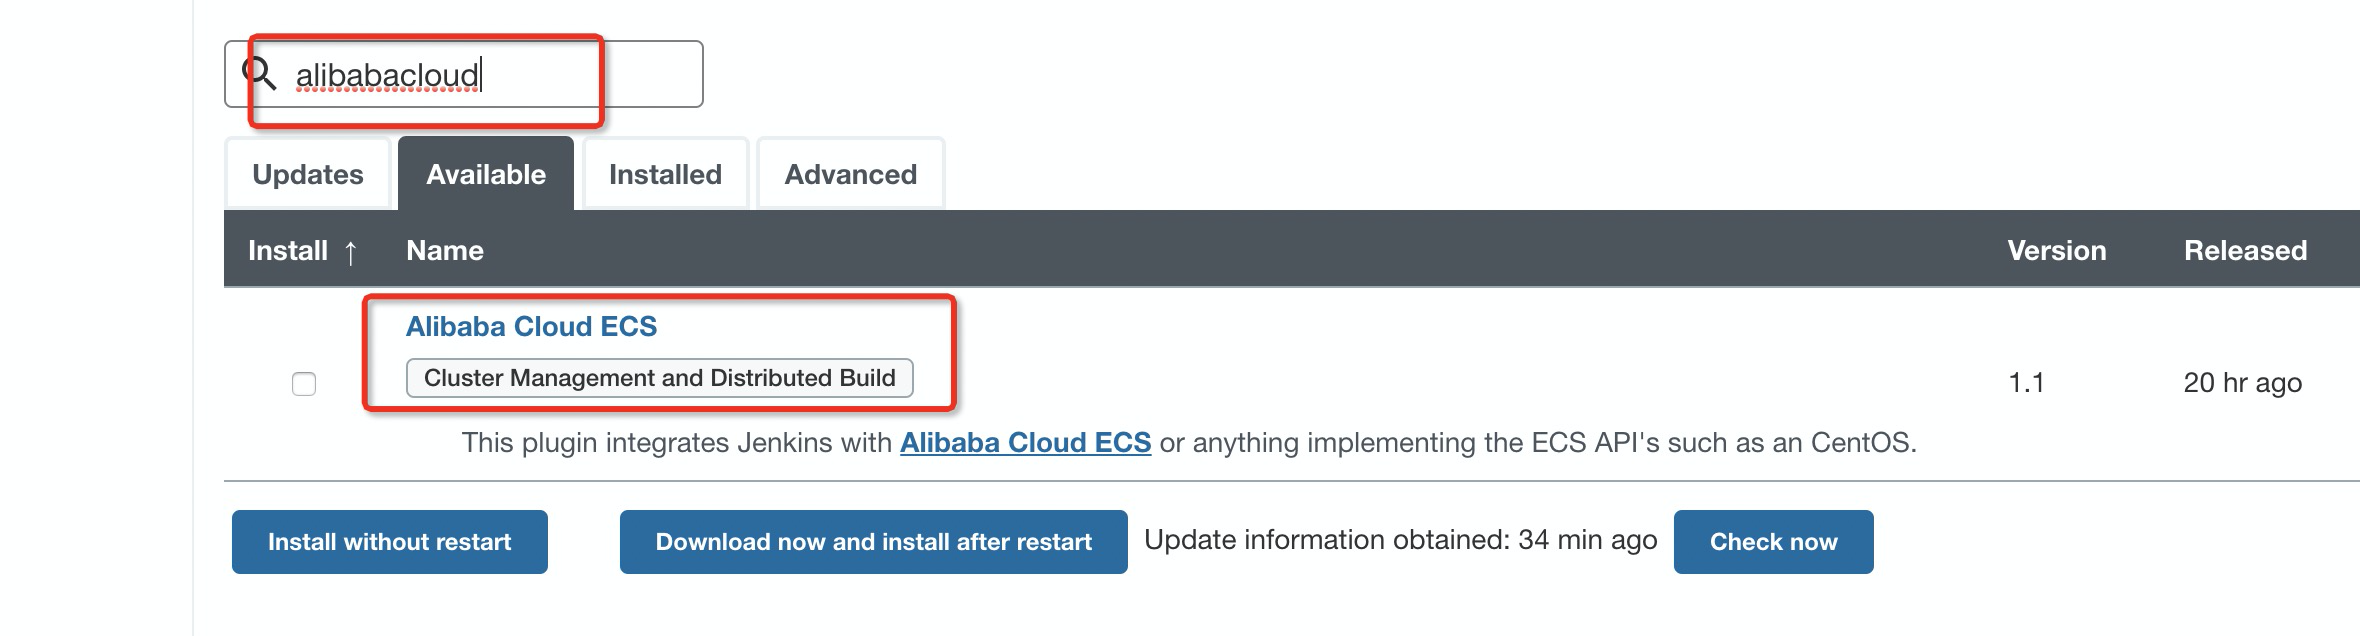 alibabacloud
Updates Available Installed Advanced
Install ↑ Name Version Released
Alibaba Cloud ECS
Cluster Management and Distributed Build
1.1 20 hr ago
This plugin integrates Jenkins with Alibaba Cloud ECS or anything implementing the ECS API's such as an CentOS.
Install without restart Download now and install after restart Update information obtained: 34 min ago Check now